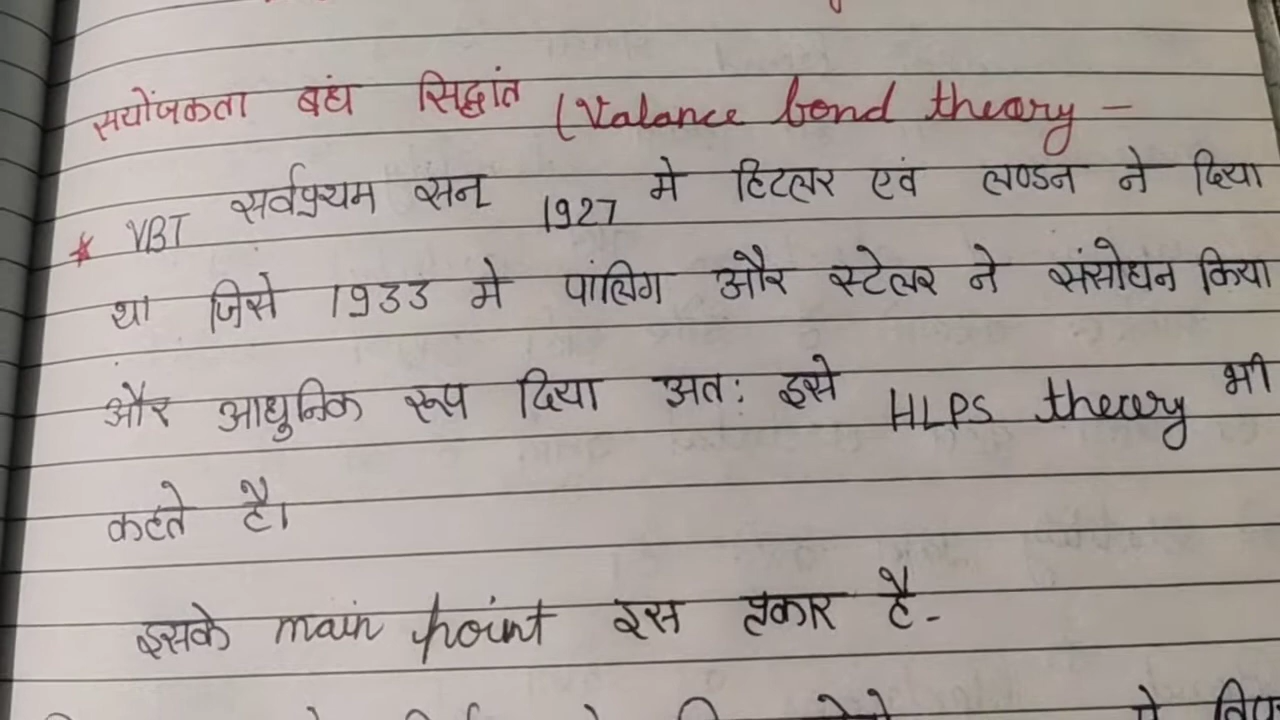 सयोंजकता बंध सिद्धांत (Valance bond theory –
* VBT सर्वप्रथम सन् 1927 मे हिटलर एवं लण्डन ने दिया
था जिसे 1933 मे पांलिग और स्टेलर ने संसोधन किया
और आधुनिक रूप दिया अत: इसे HLPS theory भी
कहते है।
इसके main point इस प्रकार है-